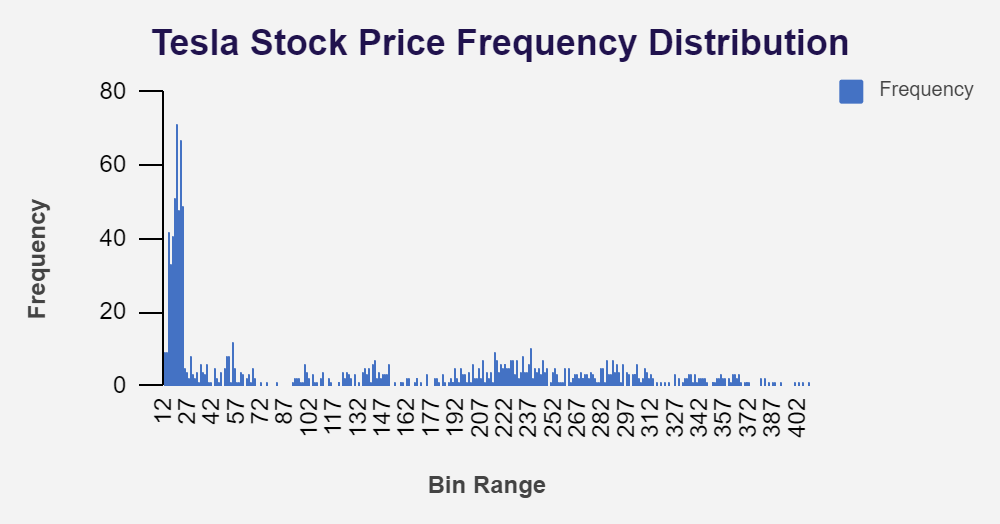 Tesla Stock Price Frequency Distribution
Frequency
80
60
40
20
0
Frequency
12 27 42 57 72 87 102 117 132 147 162 177 192 207 222 237 252 267 282 297 312 327 342 357 372 387 402
Bin Range